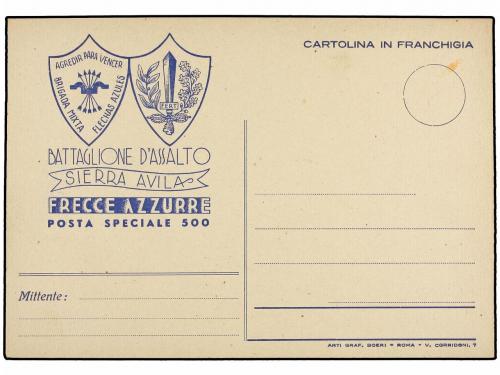 CARTOLINA IN FRANCHIGIA
AGREDIR PARA VENCER
BRIGADA MIXTA
FLECHAS AZULES
FERT
BATTAGLIONE D'ASSALTO
SIERRA AVILA
FRECCE AZZURRE
POSTA SPECIALE 500
Mittente:
ARTI GRAF. BOERI - ROMA - V. CORRIDONI, 7